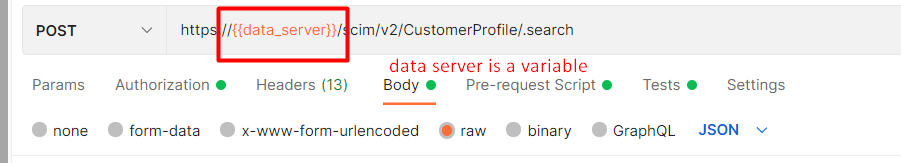 POST https://{{data_server}}/scim/v2/CustomerProfile/.search
data server is a variable
Params Authorization Headers (13) Body Pre-request Script Tests Settings
none form-data x-www-form-urlencoded raw binary GraphQL JSON